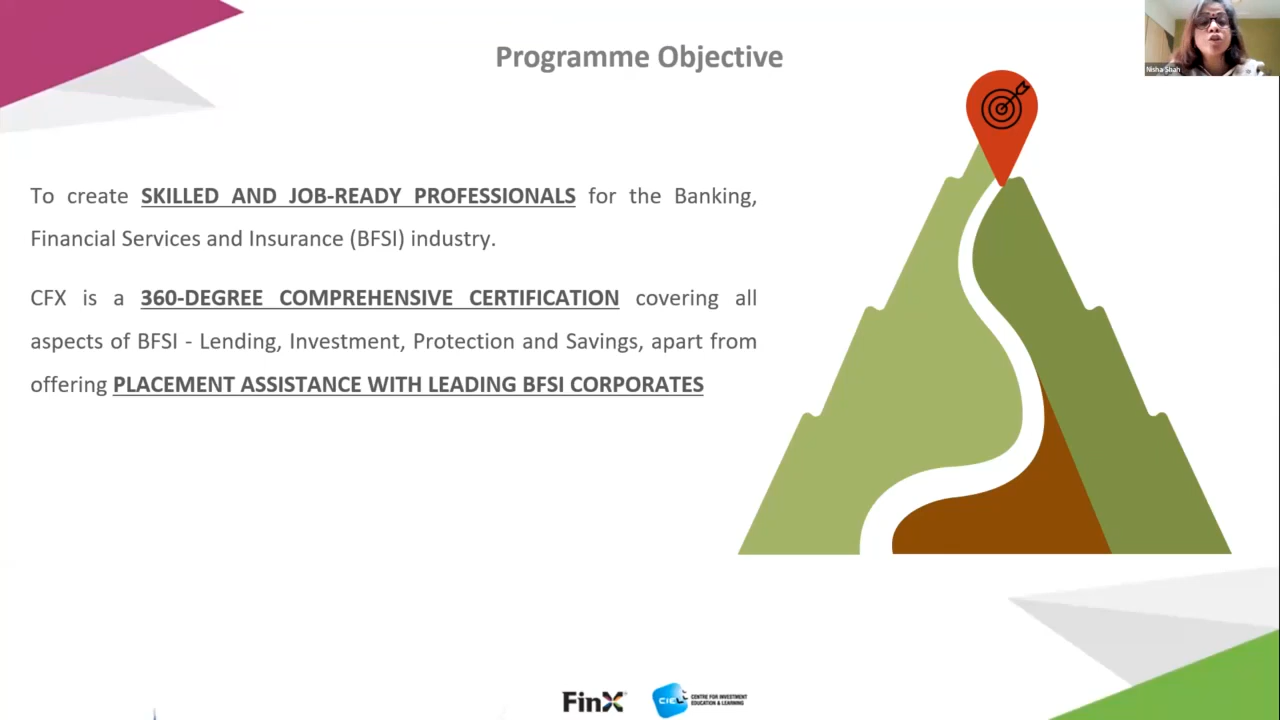 Programme Objective
Nisha Shah
To create SKILLED AND JOB-READY PROFESSIONALS for the Banking,
Financial Services and Insurance (BFSI) industry.
CFX is a 360-DEGREE COMPREHENSIVE CERTIFICATION covering all
aspects of BFSI - Lending, Investment, Protection and Savings, apart from
offering PLACEMENT ASSISTANCE WITH LEADING BFSI CORPORATES
FinX
CIEL
CENTRE FOR INVESTMENT
EDUCATION & LEARNING